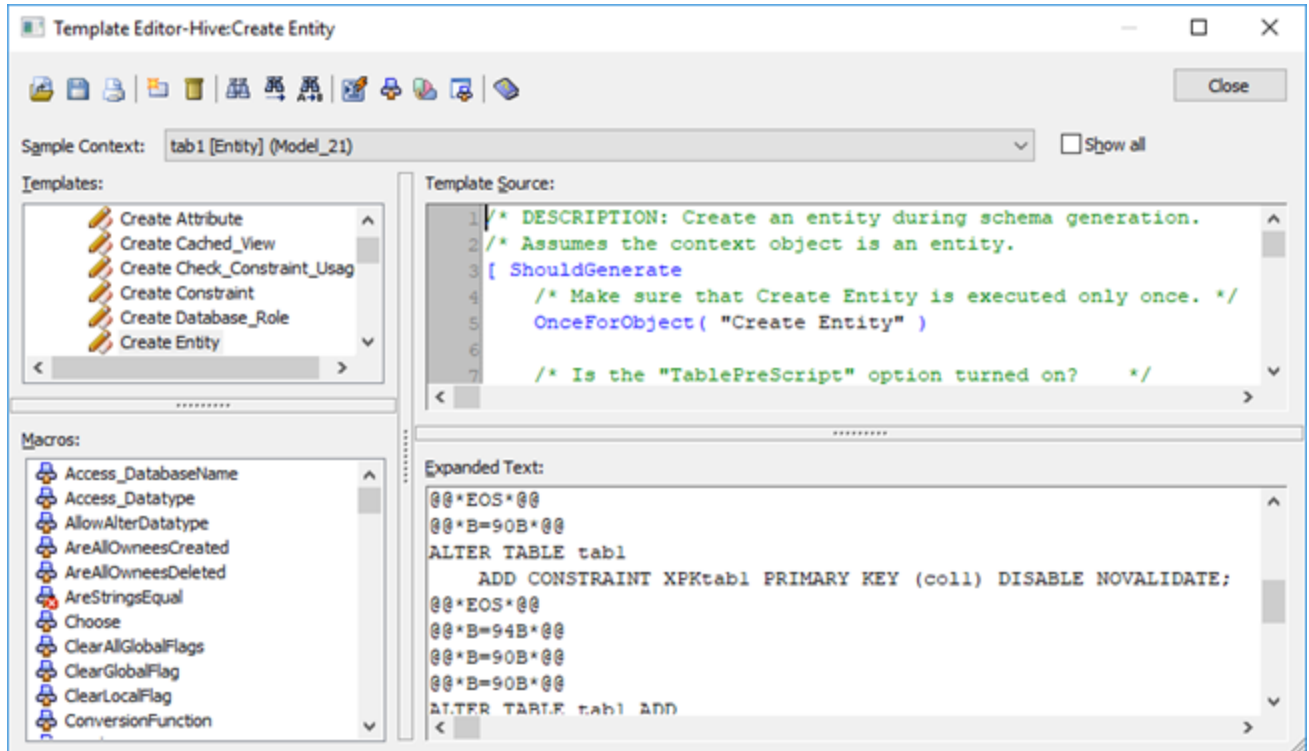 Template Editor-Hive:Create Entity
Close
Sample Context: tab1 [Entity] (Model_21) Show all
Templates:
Create Attribute
Create Cached_View
Create Check_Constraint_Usag
Create Constraint
Create Database_Role
Create Entity
Macros:
Access_DatabaseName
Access_Datatype
AllowAlterDatatype
AreAllOwneesCreated
AreAllOwneesDeleted
AreStringsEqual
Choose
ClearAllGlobalFlags
ClearGlobalFlag
ClearLocalFlag
ConversionFunction
Template Source:
1 /* DESCRIPTION: Create an entity during schema generation.
2 /* Assumes the context object is an entity.
3 [ ShouldGenerate
4 /* Make sure that Create Entity is executed only once. */
5 OnceForObject( "Create Entity" )
6
7 /* Is the "TablePreScript" option turned on? */
Expanded Text:
@@*EOS*@@
@@*B=90B*@@
ALTER TABLE tab1
ADD CONSTRAINT XPKtab1 PRIMARY KEY (col1) DISABLE NOVALIDATE;
@@*EOS*@@
@@*B=94B*@@
@@*B=90B*@@
@@*B=90B*@@
ALTER TABLE tab1 ADD